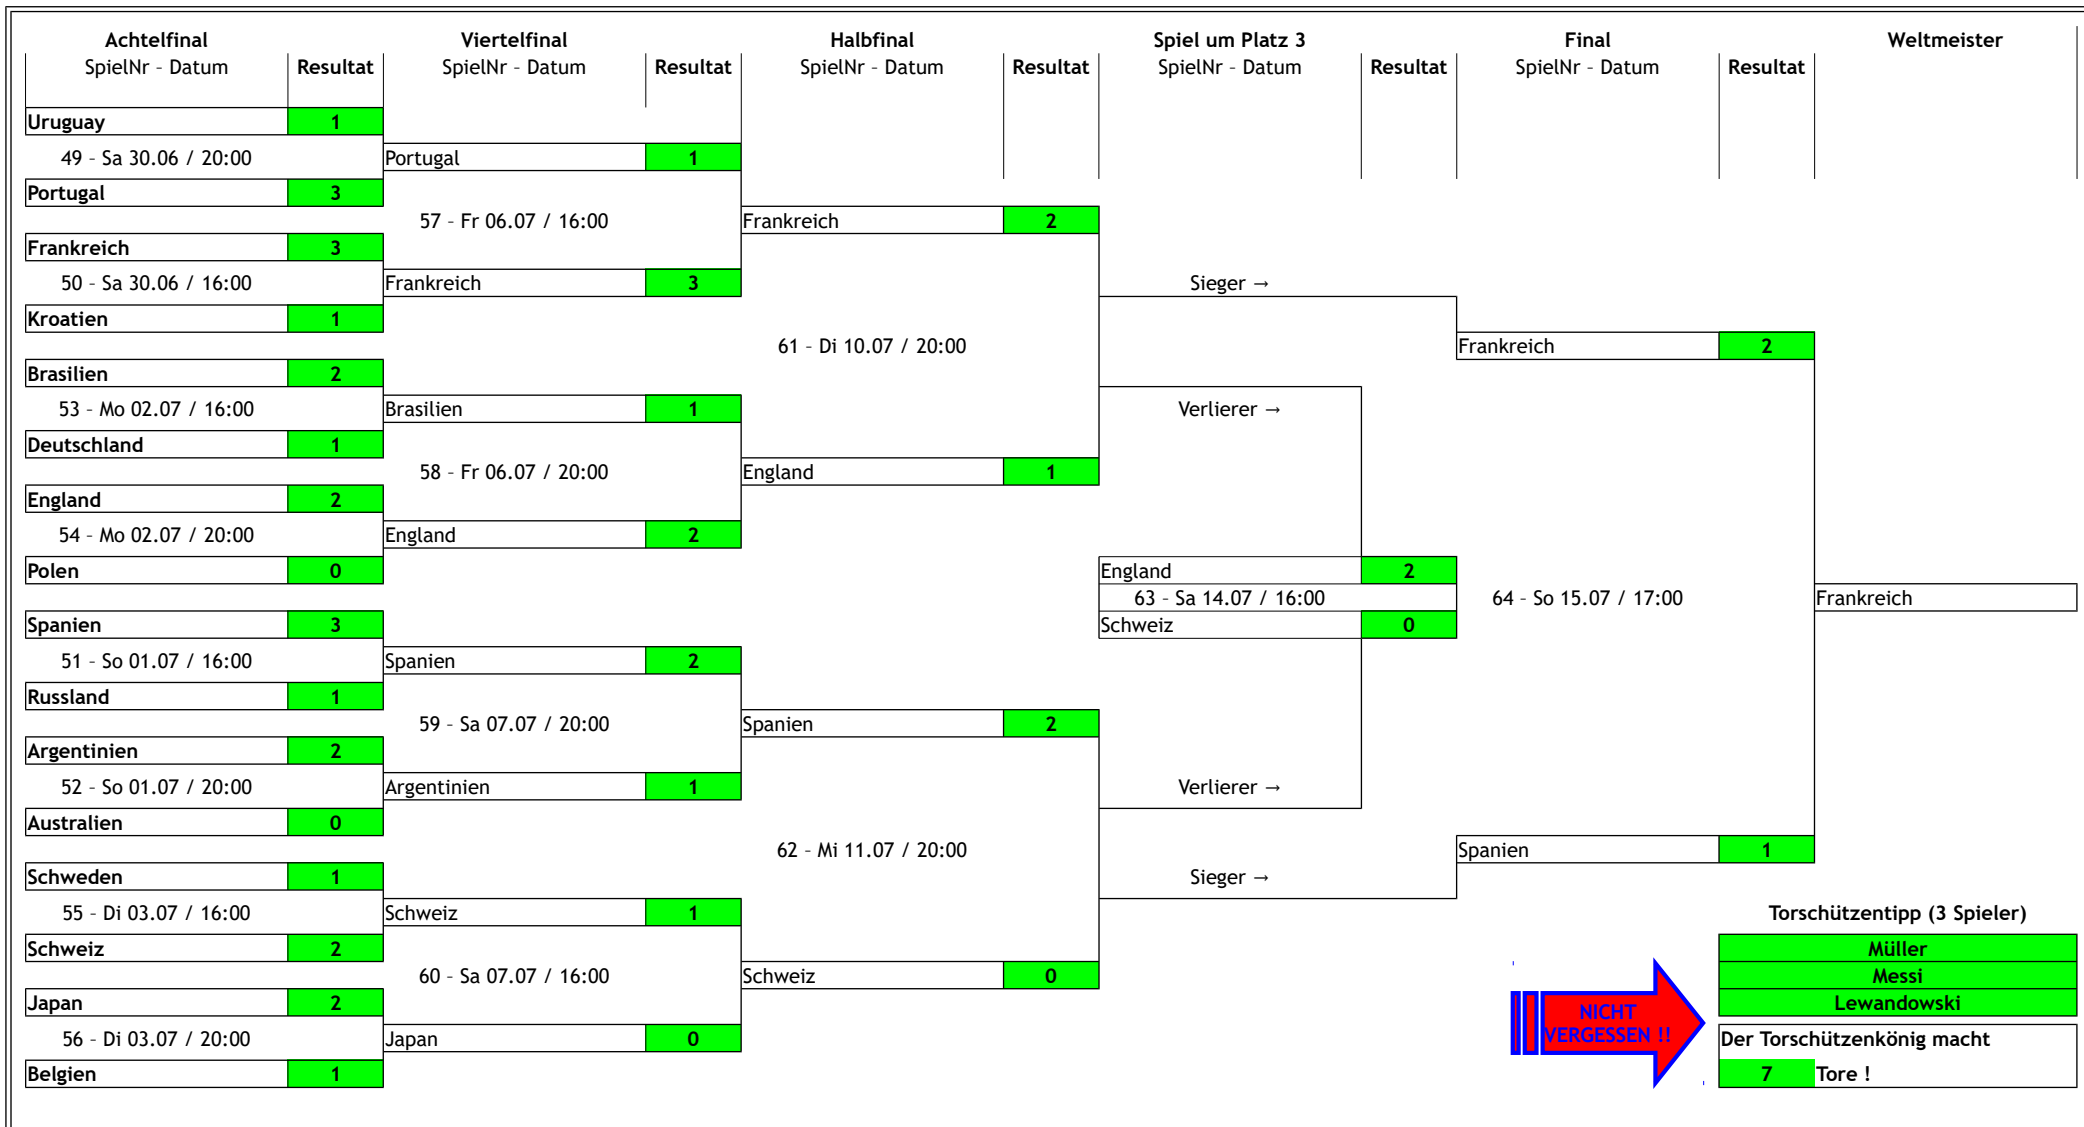 Achtelfinal Viertelfinal Halbfinal Spiel um Platz 3 Final Weltmeister
SpielNr - Datum Resultat SpielNr - Datum Resultat SpielNr - Datum Resultat SpielNr - Datum Resultat SpielNr - Datum Resultat
Uruguay 1
49 - Sa 30.06 / 20:00 Portugal 1
Portugal 3
57 - Fr 06.07 / 16:00 Frankreich 2
Frankreich 3
50 - Sa 30.06 / 16:00 Frankreich 3 Sieger →
Kroatien 1
61 - Di 10.07 / 20:00 Frankreich 2
Brasilien 2
53 - Mo 02.07 / 16:00 Brasilien 1 Verlierer →
Deutschland 1
58 - Fr 06.07 / 20:00 England 1
England 2
54 - Mo 02.07 / 20:00 England 2
Polen 0 England 2
63 - Sa 14.07 / 16:00 64 - So 15.07 / 17:00 Frankreich
Spanien 3 Schweiz 0
51 - So 01.07 / 16:00 Spanien 2
Russland 1
59 - Sa 07.07 / 20:00 Spanien 2
Argentinien 2
52 - So 01.07 / 20:00 Argentinien 1 Verlierer →
Australien 0
62 - Mi 11.07 / 20:00 Spanien 1
Schweden 1 Sieger →
55 - Di 03.07 / 16:00 Schweiz 1 Torschützentipp (3 Spieler)
Schweiz 2 Müller
60 - Sa 07.07 / 16:00 Schweiz 0 Messi
Japan 2 Lewandowski
NICHT
VERGESSEN !!
56 - Di 03.07 / 20:00 Japan 0 Der Torschützenkönig macht
Belgien 1 7 Tore !